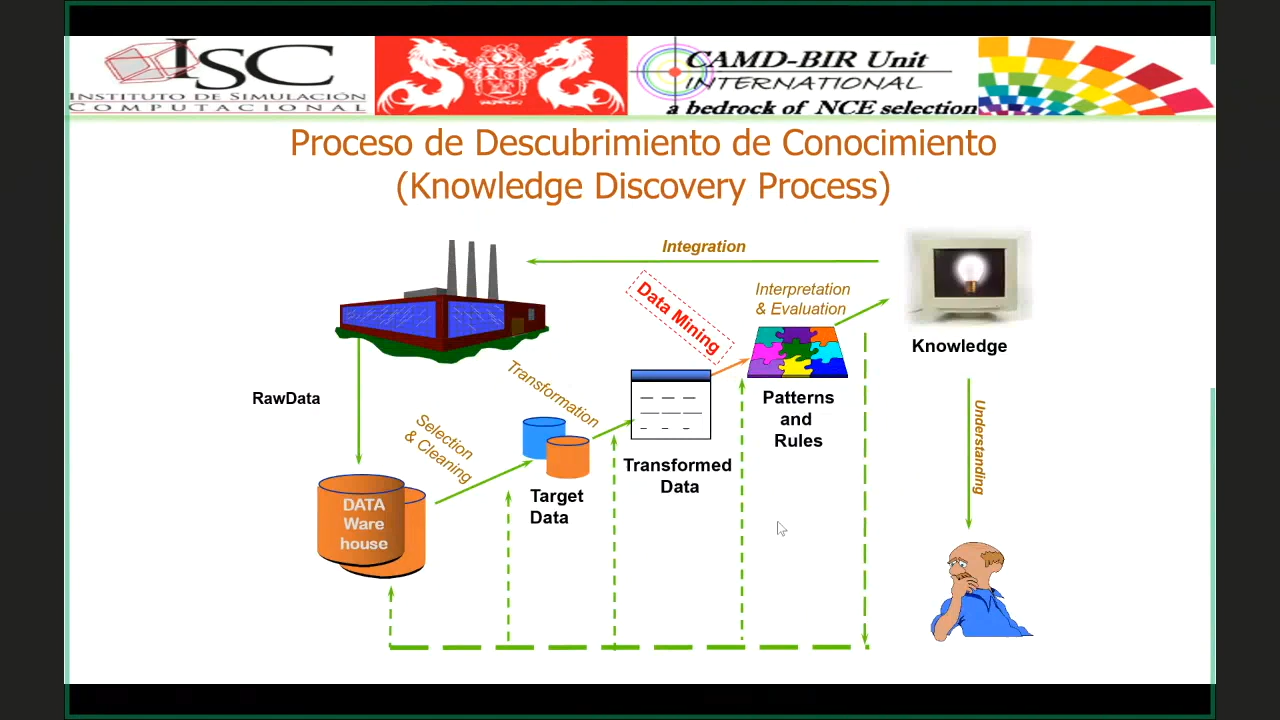 ISC
INSTITUTO DE SIMULACIÓN
COMPUTACIONAL
CAMD-BIR Unit
INTERNATIONAL
a bedrock of NCE selection
Proceso de Descubrimiento de Conocimiento
(Knowledge Discovery Process)
Integration
Interpretation
& Evaluation
Data Mining
Knowledge
RawData
Transformation
Selection
& Cleaning
Patterns
and
Rules
Understanding
Transformed
Data
Target
Data
DATA
Ware
house